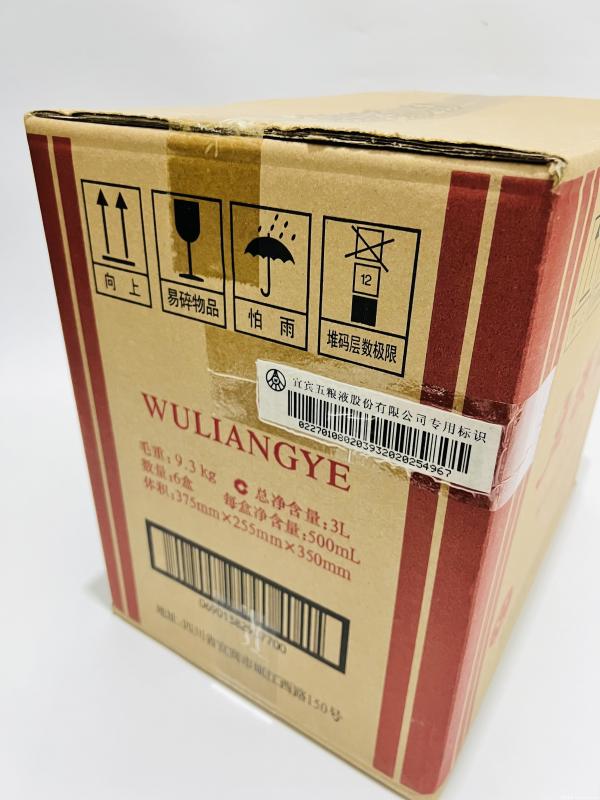 向 上
易碎物品
怕 雨
12
堆码层数极限
宜宾五粮液股份有限公司专用标识
022701080203932020254967
WULIANGYE
毛重: 9.3 kg
总净含量:3L
数量: 6盒
每盒净含量:500mL
体积: 375mm×255mm×350mm